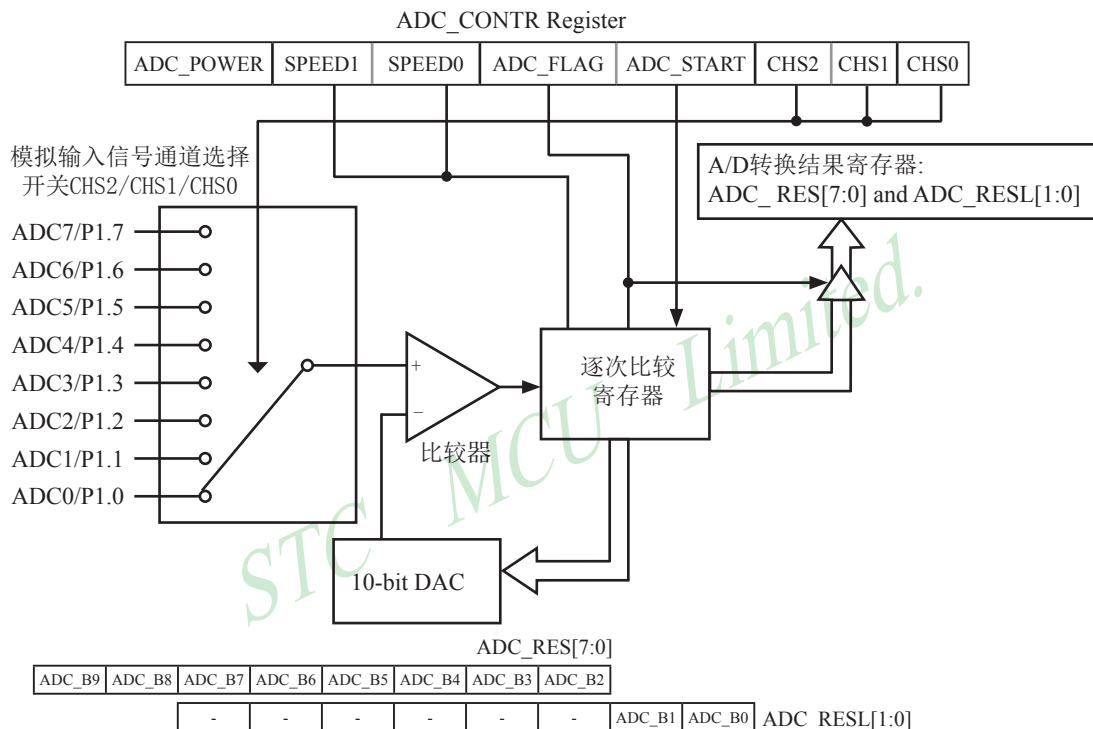 ADC_CONTR Register
ADC_POWER SPEED1 SPEED0 ADC_FLAG ADC_START CHS2 CHS1 CHS0
模拟输入信号通道选择
开关CHS2/CHS1/CHS0
A/D转换结果寄存器:
ADC_ RES[7:0] and ADC_RESL[1:0]
ADC7/P1.7
ADC6/P1.6
ADC5/P1.5
ADC4/P1.4
ADC3/P1.3
ADC2/P1.2
ADC1/P1.1
ADC0/P1.0
+
−
比较器
逐次比较
寄存器
10-bit DAC
STC MCU Limited.
ADC_RES[7:0]
ADC_B9 ADC_B8 ADC_B7 ADC_B6 ADC_B5 ADC_B4 ADC_B3 ADC_B2
- - - - - - ADC_B1 ADC_B0 ADC_RESL[1:0]